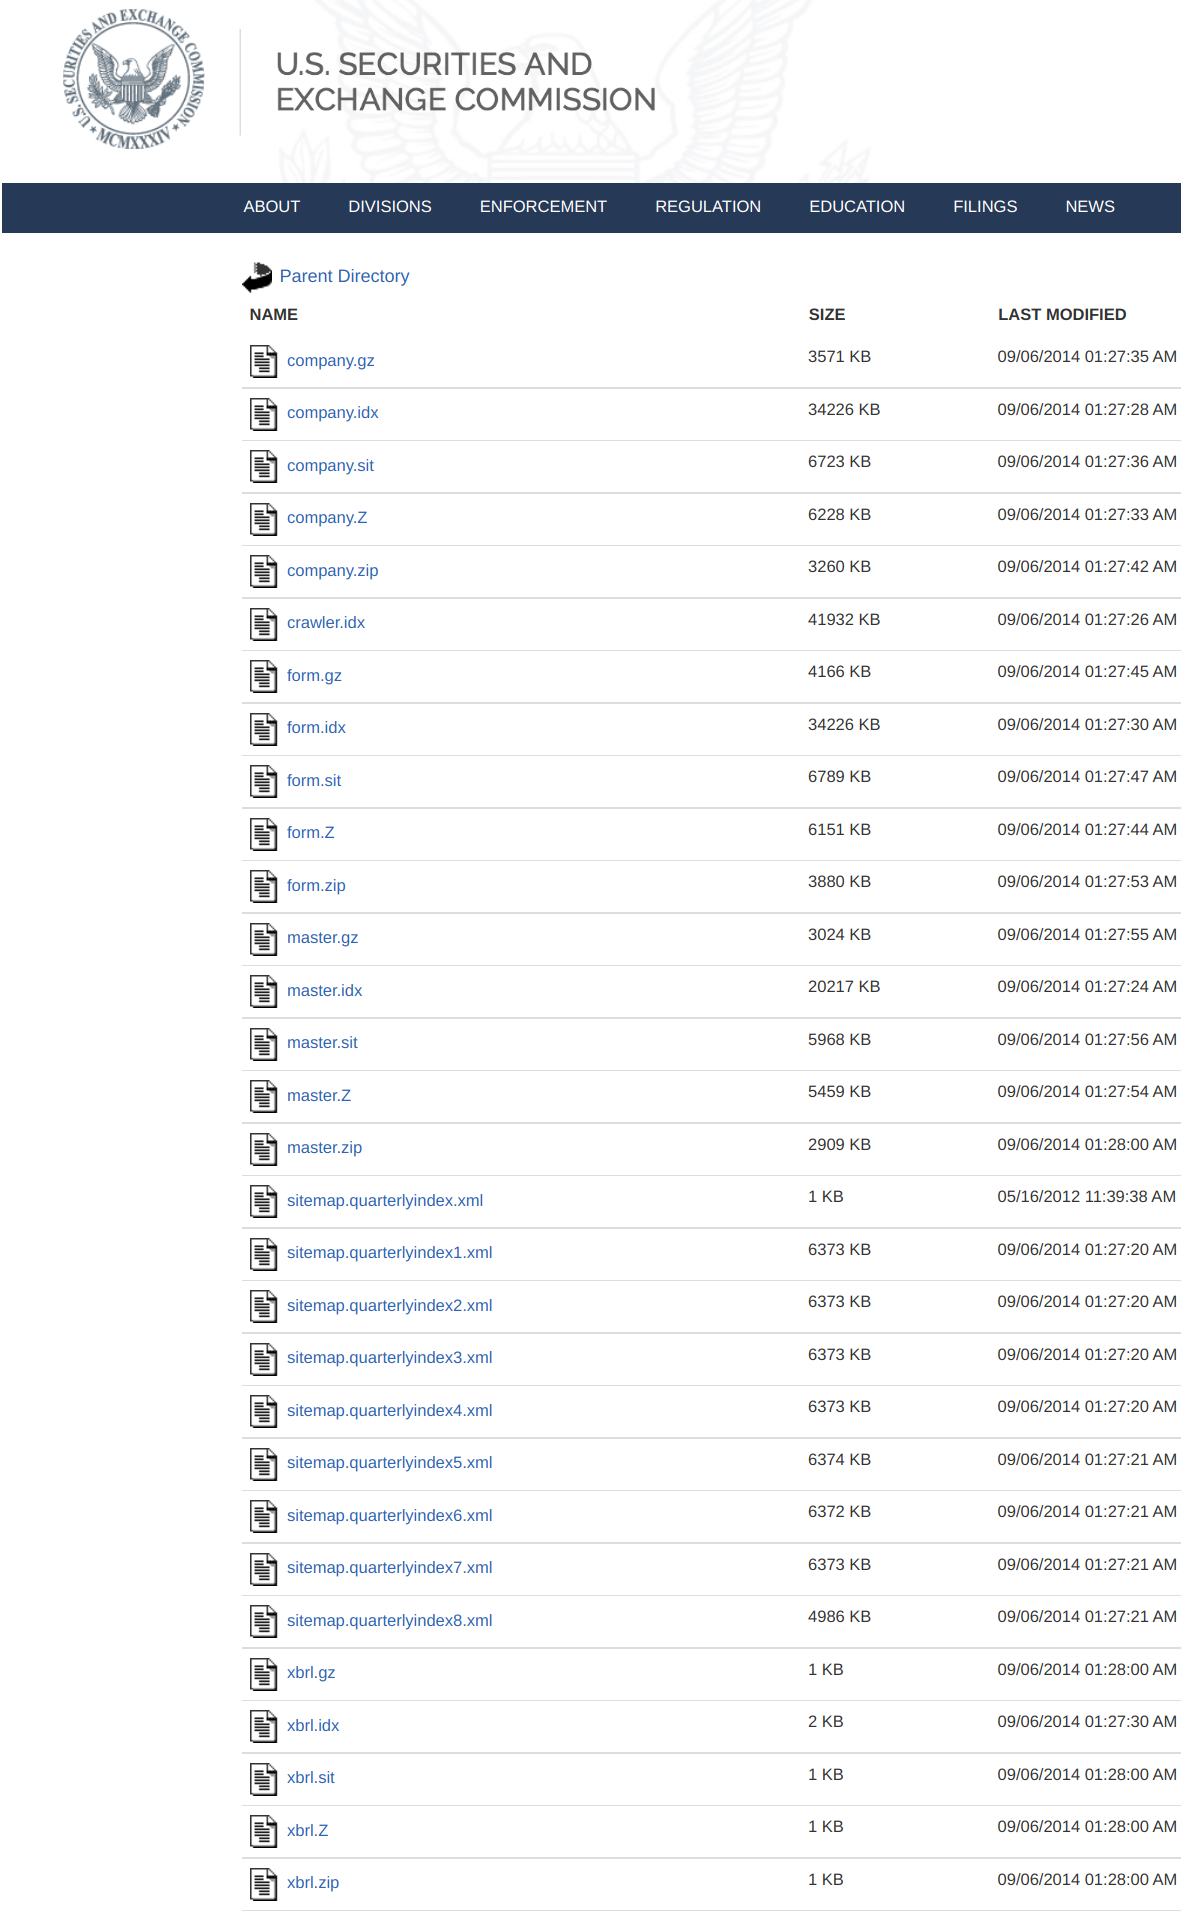 U.S. SECURITIES AND EXCHANGE COMMISSION
MCMXXXIV
U.S. SECURITIES AND
EXCHANGE COMMISSION
ABOUT DIVISIONS ENFORCEMENT REGULATION EDUCATION FILINGS NEWS
Parent Directory
NAME SIZE LAST MODIFIED
company.gz 3571 KB 09/06/2014 01:27:35 AM
company.idx 34226 KB 09/06/2014 01:27:28 AM
company.sit 6723 KB 09/06/2014 01:27:36 AM
company.Z 6228 KB 09/06/2014 01:27:33 AM
company.zip 3260 KB 09/06/2014 01:27:42 AM
crawler.idx 41932 KB 09/06/2014 01:27:26 AM
form.gz 4166 KB 09/06/2014 01:27:45 AM
form.idx 34226 KB 09/06/2014 01:27:30 AM
form.sit 6789 KB 09/06/2014 01:27:47 AM
form.Z 6151 KB 09/06/2014 01:27:44 AM
form.zip 3880 KB 09/06/2014 01:27:53 AM
master.gz 3024 KB 09/06/2014 01:27:55 AM
master.idx 20217 KB 09/06/2014 01:27:24 AM
master.sit 5968 KB 09/06/2014 01:27:56 AM
master.Z 5459 KB 09/06/2014 01:27:54 AM
master.zip 2909 KB 09/06/2014 01:28:00 AM
sitemap.quarterlyindex.xml 1 KB 05/16/2012 11:39:38 AM
sitemap.quarterlyindex1.xml 6373 KB 09/06/2014 01:27:20 AM
sitemap.quarterlyindex2.xml 6373 KB 09/06/2014 01:27:20 AM
sitemap.quarterlyindex3.xml 6373 KB 09/06/2014 01:27:20 AM
sitemap.quarterlyindex4.xml 6373 KB 09/06/2014 01:27:20 AM
sitemap.quarterlyindex5.xml 6374 KB 09/06/2014 01:27:21 AM
sitemap.quarterlyindex6.xml 6372 KB 09/06/2014 01:27:21 AM
sitemap.quarterlyindex7.xml 6373 KB 09/06/2014 01:27:21 AM
sitemap.quarterlyindex8.xml 4986 KB 09/06/2014 01:27:21 AM
xbrl.gz 1 KB 09/06/2014 01:28:00 AM
xbrl.idx 2 KB 09/06/2014 01:27:30 AM
xbrl.sit 1 KB 09/06/2014 01:28:00 AM
xbrl.Z 1 KB 09/06/2014 01:28:00 AM
xbrl.zip 1 KB 09/06/2014 01:28:00 AM